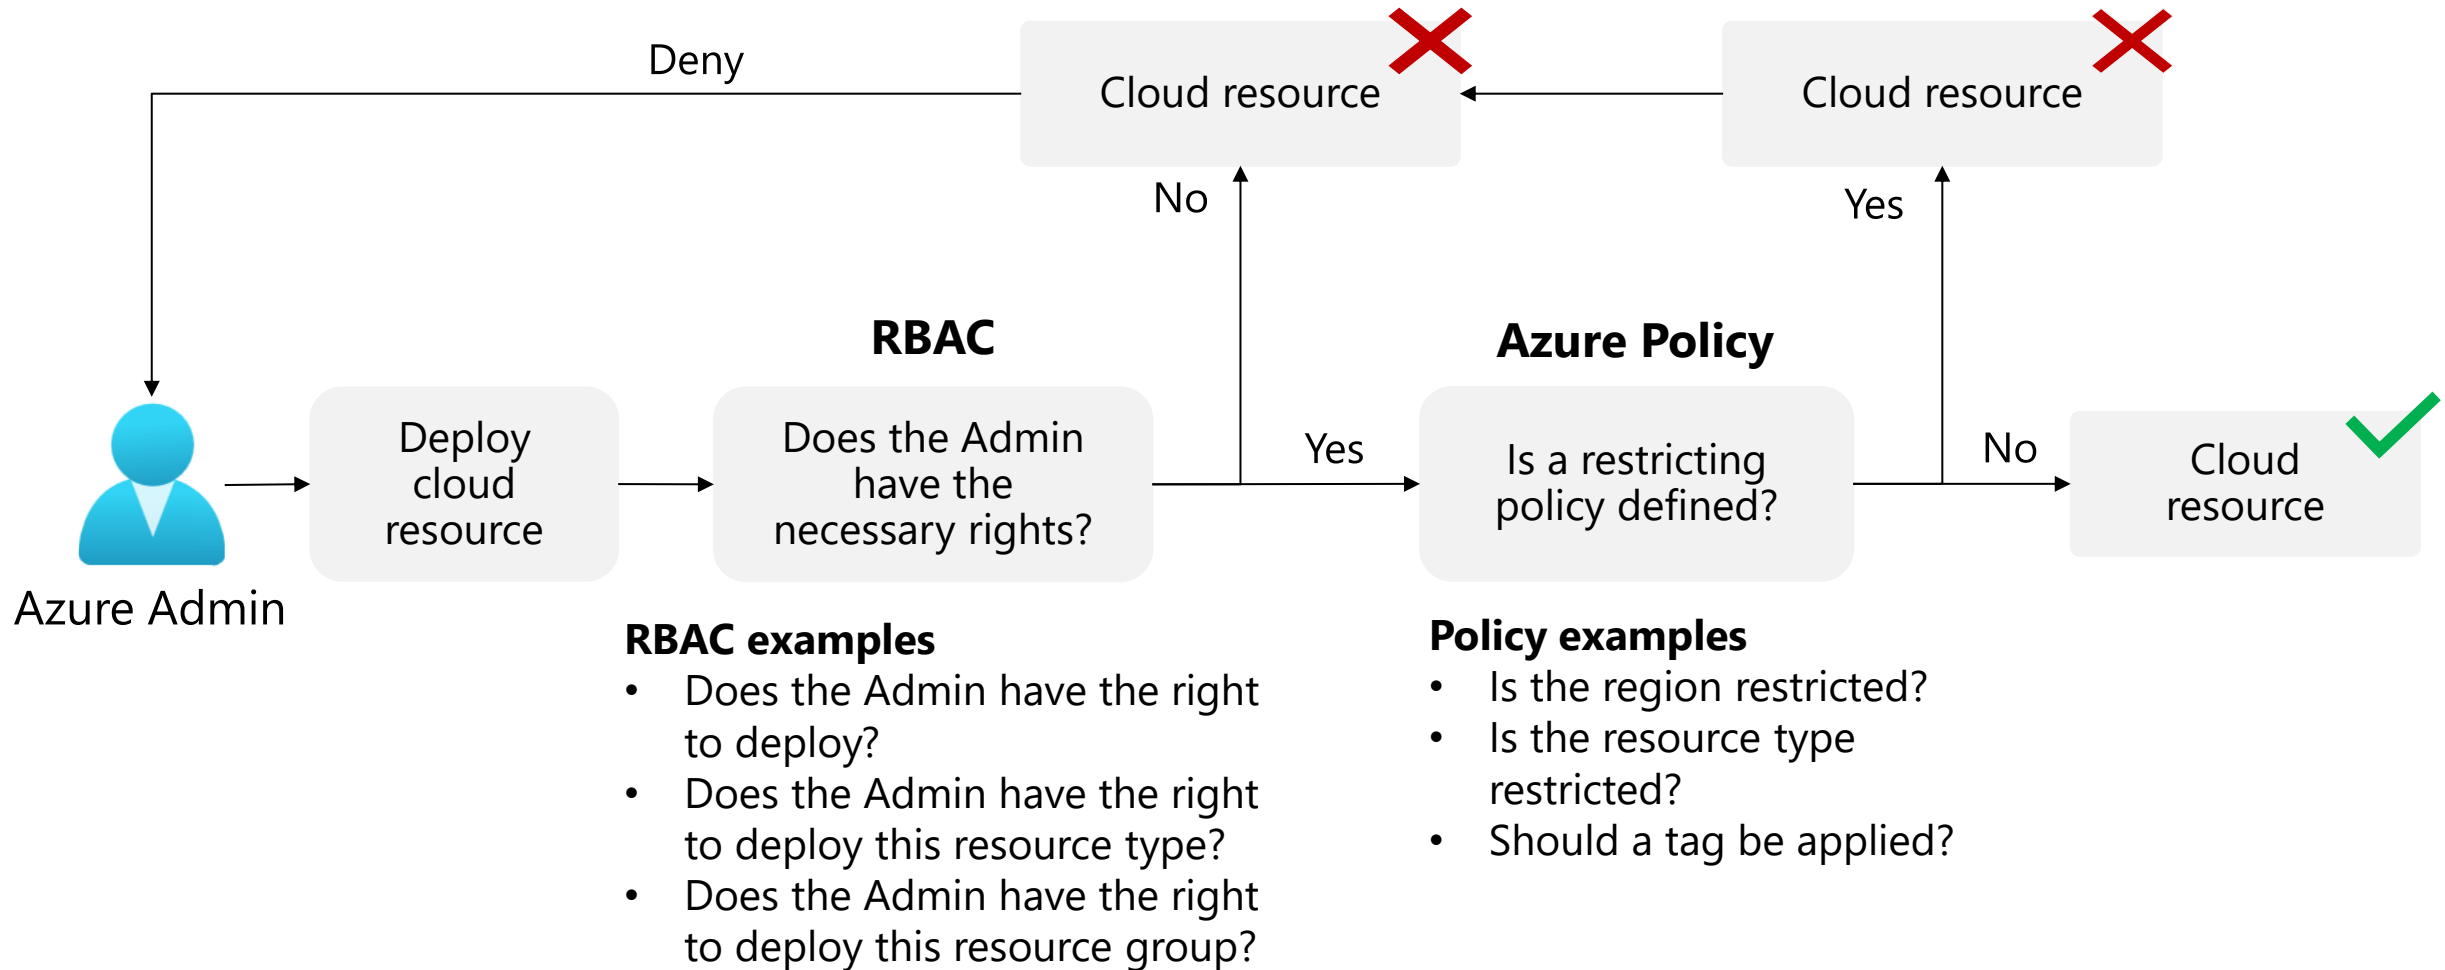 Deny
Cloud resource
Cloud resource
No
Yes
RBAC
Azure Policy
Deploy
cloud
resource
Does the Admin
have the
necessary rights?
Yes
Is a restricting
policy defined?
No
Cloud
resource
Azure Admin
RBAC examples
• Does the Admin have the right
to deploy?
• Does the Admin have the right
to deploy this resource type?
• Does the Admin have the right
to deploy this resource group?
Policy examples
• Is the region restricted?
• Is the resource type
restricted?
• Should a tag be applied?